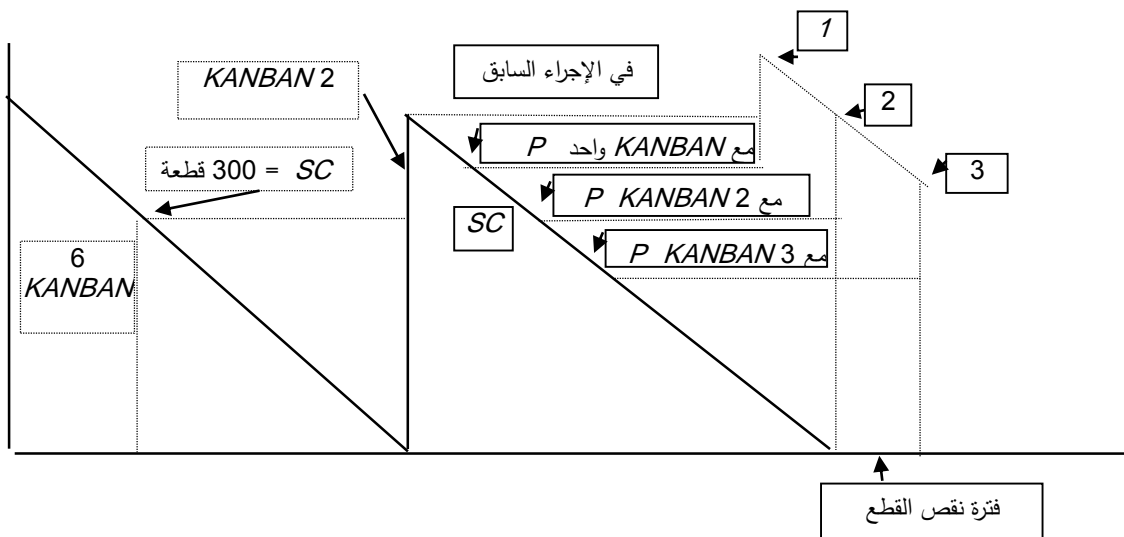 1
في الإجراء السابق
KANBAN 2
2
مع KANBAN واحد P
SC = 300 قطعة
3
مع 2 P KANBAN
SC
مع 3 P KANBAN
6
KANBAN
فترة نقص القطع